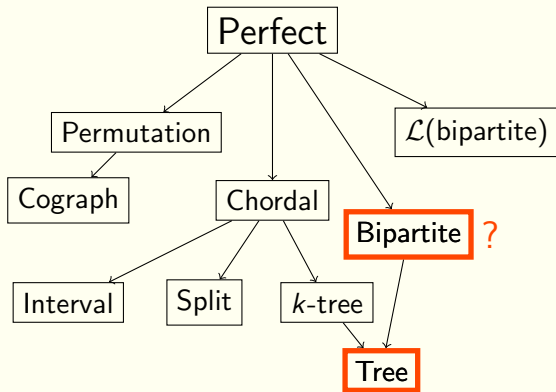 Perfect
Permutation
ℒ(bipartite)
Cograph
Chordal
Bipartite ?
Interval
Split
k-tree
Tree